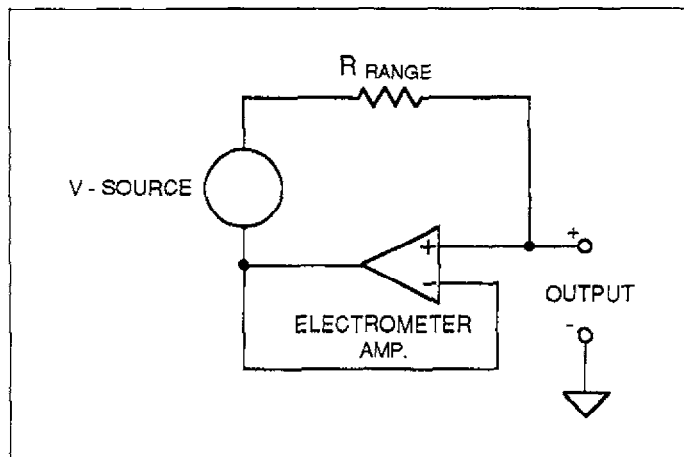 R RANGE
V - SOURCE
+
+
-
-
OUTPUT
ELECTROMETER
AMP.